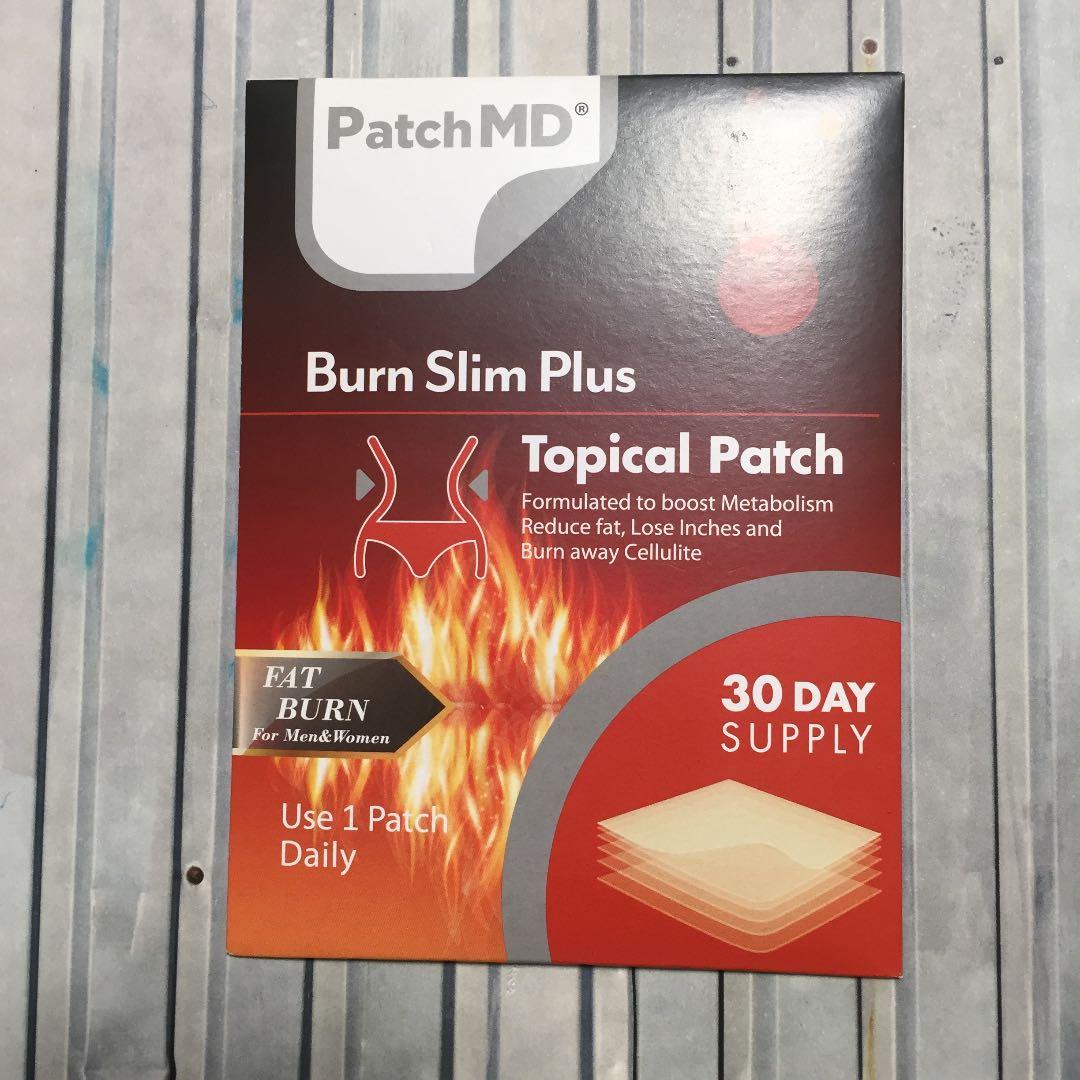 PatchMD®
Burn Slim Plus
Topical Patch
Formulated to boost Metabolism
Reduce fat, Lose Inches and
Burn away Cellulite
FAT
BURN
For Men&Women
30 DAY
SUPPLY
Use 1 Patch
Daily